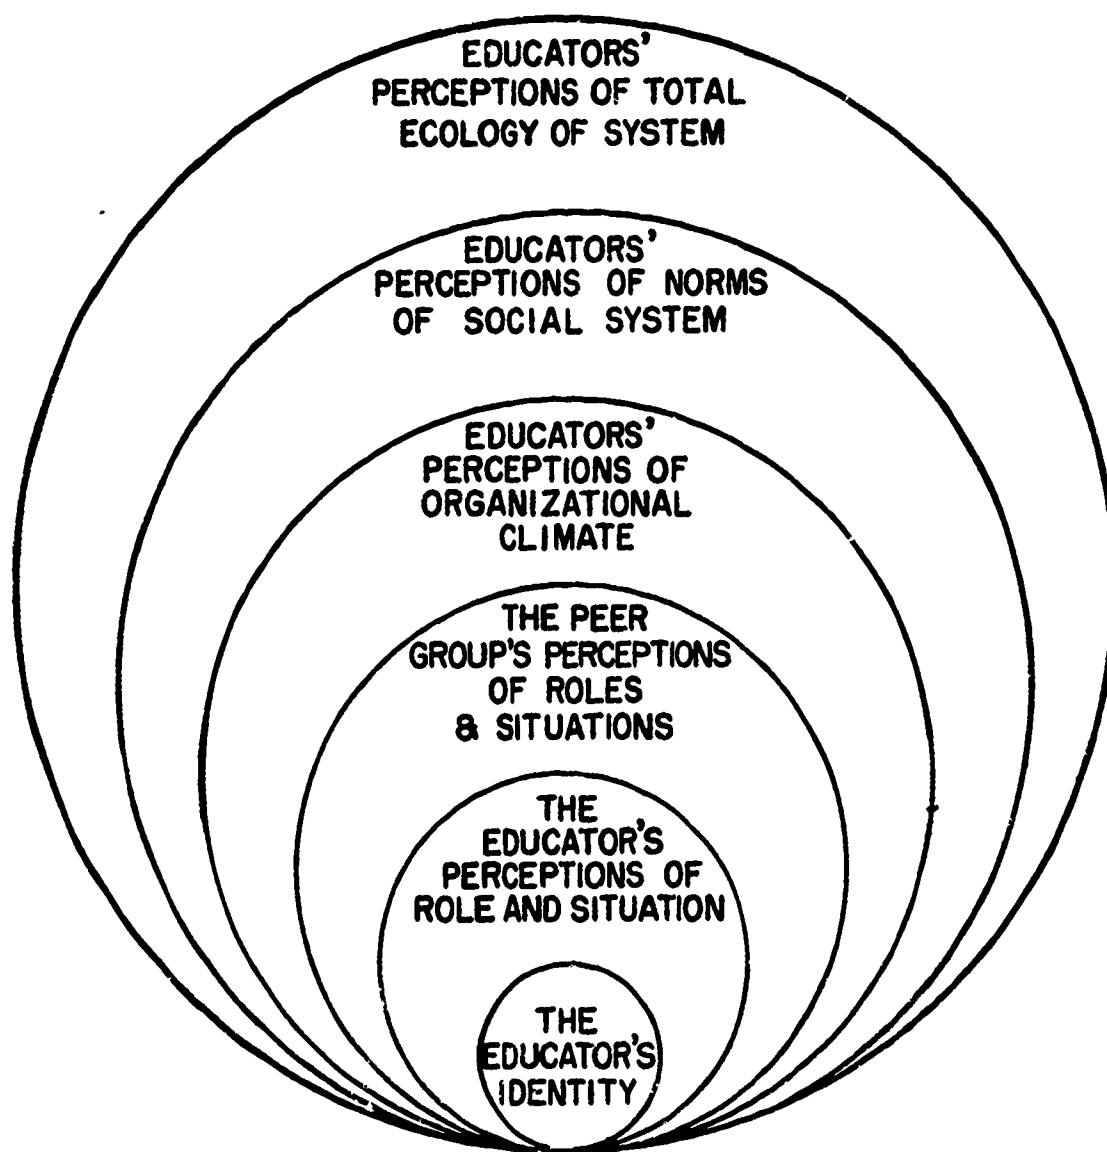 EDUCATORS'
PERCEPTIONS OF TOTAL
ECOLOGY OF SYSTEM
EDUCATORS'
PERCEPTIONS OF NORMS
OF SOCIAL SYSTEM
EDUCATORS'
PERCEPTIONS OF
ORGANIZATIONAL
CLIMATE
THE PEER
GROUP'S PERCEPTIONS
OF ROLES
& SITUATIONS
THE
EDUCATOR'S
PERCEPTIONS OF
ROLE AND SITUATION
THE
EDUCATOR'S
IDENTITY